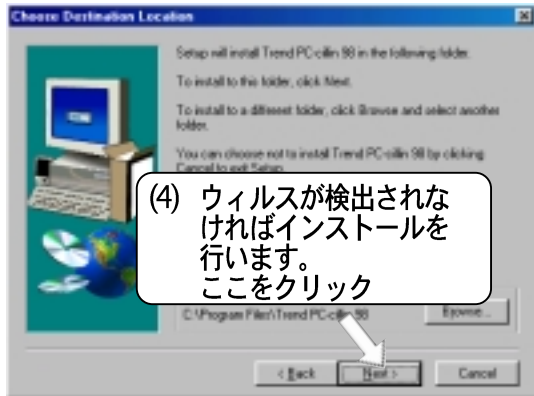 Choose Destination Location
Setup will install Trend PC-cillin 98 in the following folder.
To install to this folder, click Next.
To install to a different folder, click Browse and select another
folder.
You can choose not to install Trend PC-cillin 98 by clicking
Cancel to exit Setup.
(4) ウィルスが検出されな
ければインストールを
行います。
ここをクリック
C:\Program Files\Trend PC-cillin 98
Browse...
< Back
Next >
Cancel